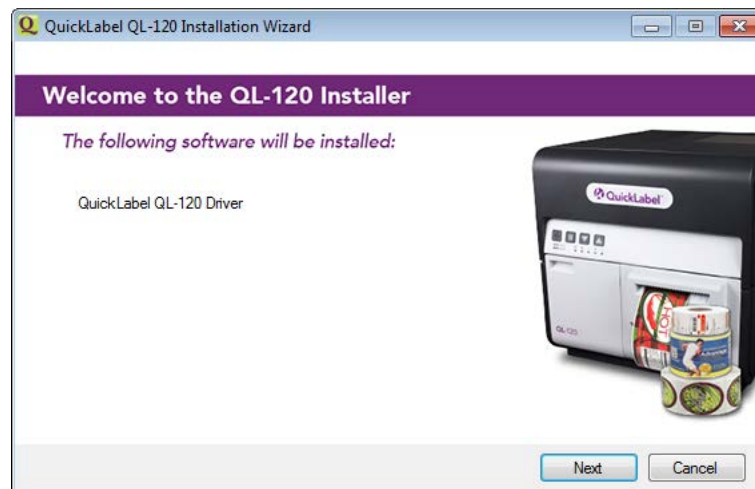 QuickLabel QL-120 Installation Wizard
Welcome to the QL-120 Installer
The following software will be installed:
QuickLabel QL-120 Driver
QuickLabel
QL-120
HOT
Next
Cancel